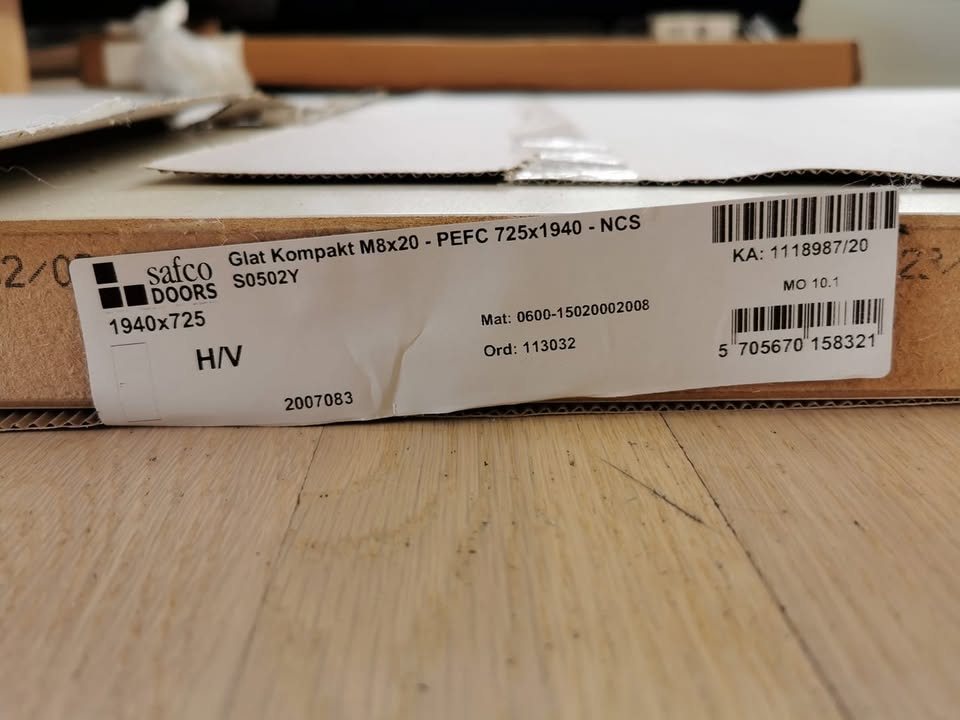 safco
DOORS
Glat Kompakt M8x20 - PEFC 725x1940 - NCS
S0502Y
1940x725
H/V
2007083
Mat: 0600-15020002008
Ord: 113032
KA: 1118987/20
MO 10.1
5 705670 158321